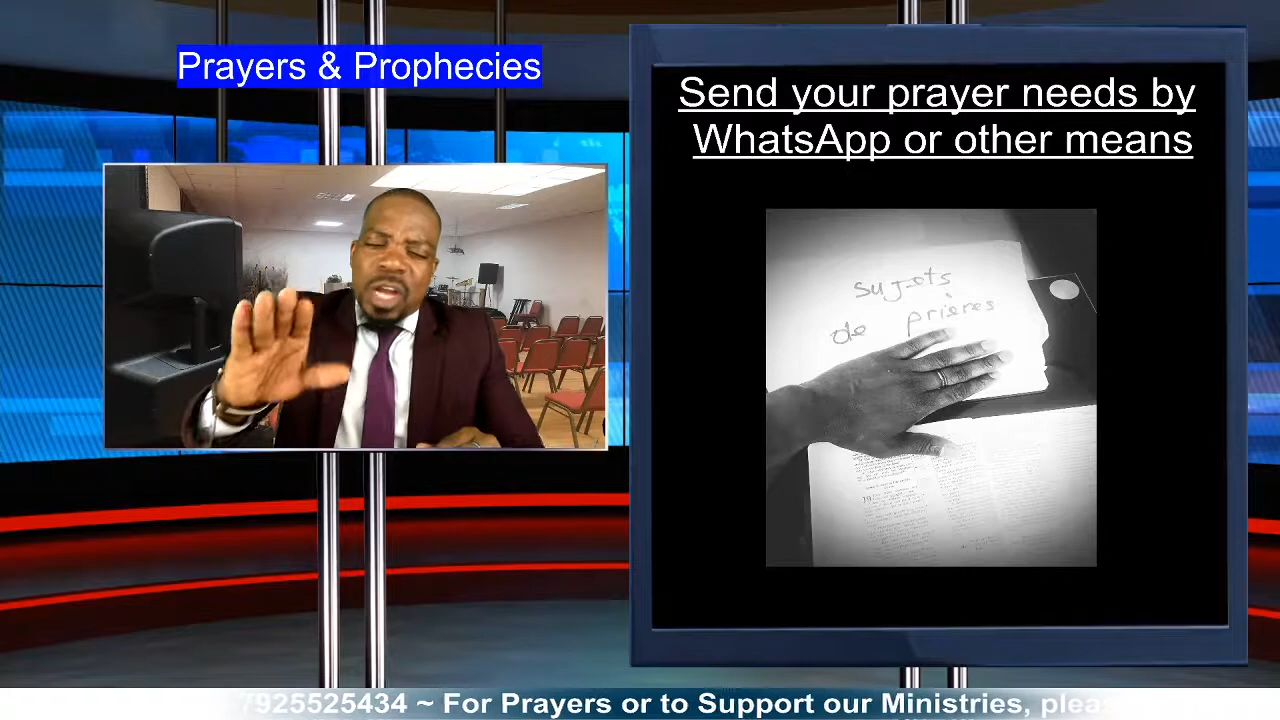 Prayers & Prophecies
Send your prayer needs by
WhatsApp or other means
sujets
de prières
7925525434 ~ For Prayers or to Support our Ministries, pleas